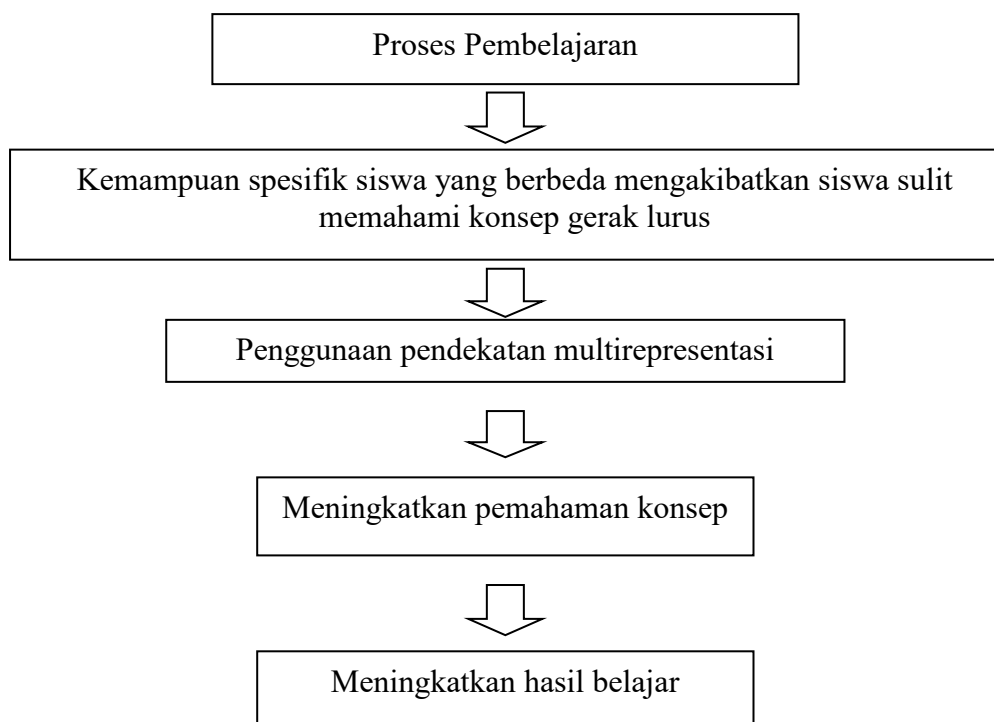 Proses Pembelajaran
Kemampuan spesifik siswa yang berbeda mengakibatkan siswa sulit
memahami konsep gerak lurus
Penggunaan pendekatan multirepresentasi
Meningkatkan pemahaman konsep
Meningkatkan hasil belajar